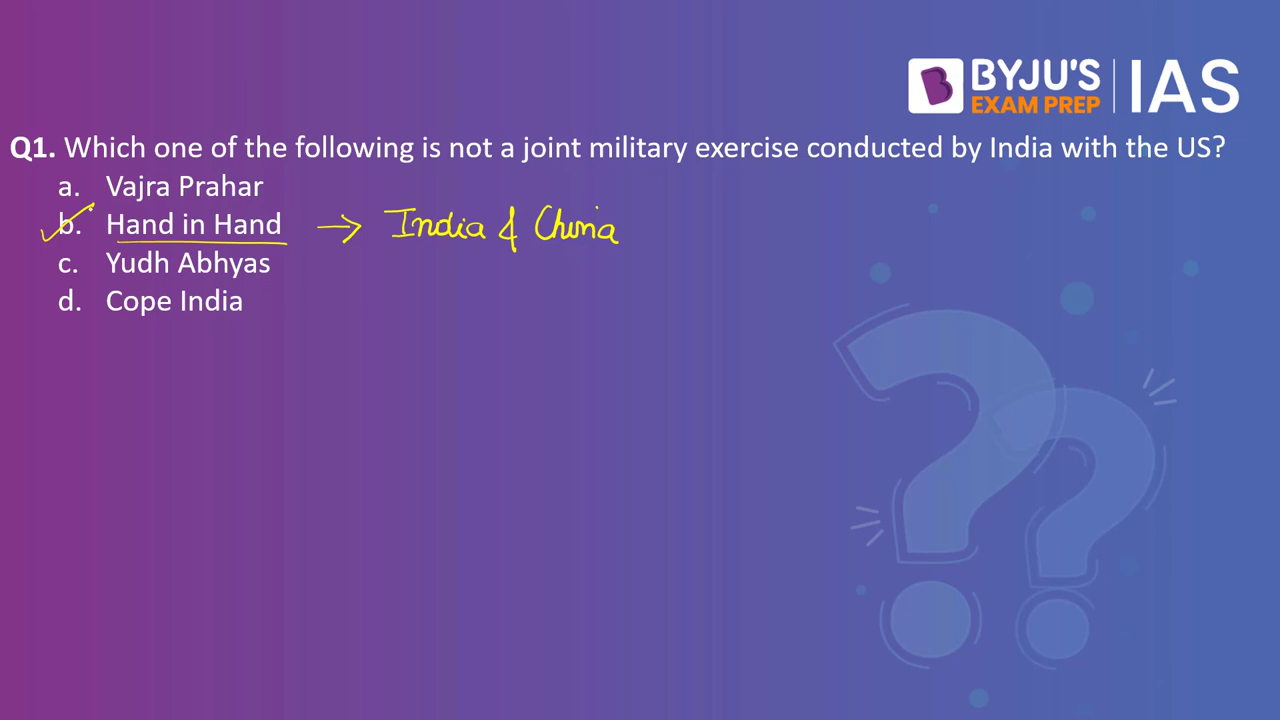 BYJU'S
EXAM PREP
IAS
Q1. Which one of the following is not a joint military exercise conducted by India with the US?
a. Vajra Prahar
b. Hand in Hand → India & China
c. Yudh Abhyas
d. Cope India